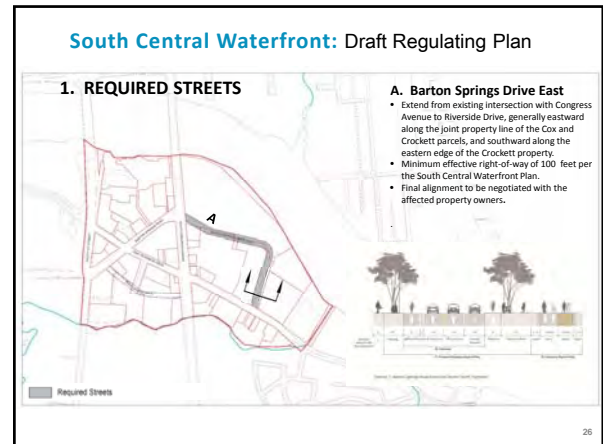 South Central Waterfront: Draft Regulating Plan
1. REQUIRED STREETS
A. Barton Springs Drive East
• Extend from existing intersection with Congress
Avenue to Riverside Drive, generally eastward
along the joint property line of the Cox and
Crockett parcels, and southward along the
eastern edge of the Crockett property.
• Minimum effective right-of-way of 100 feet per
the South Central Waterfront Plan.
• Final alignment to be negotiated with the
affected property owners.
A
Required Streets
26